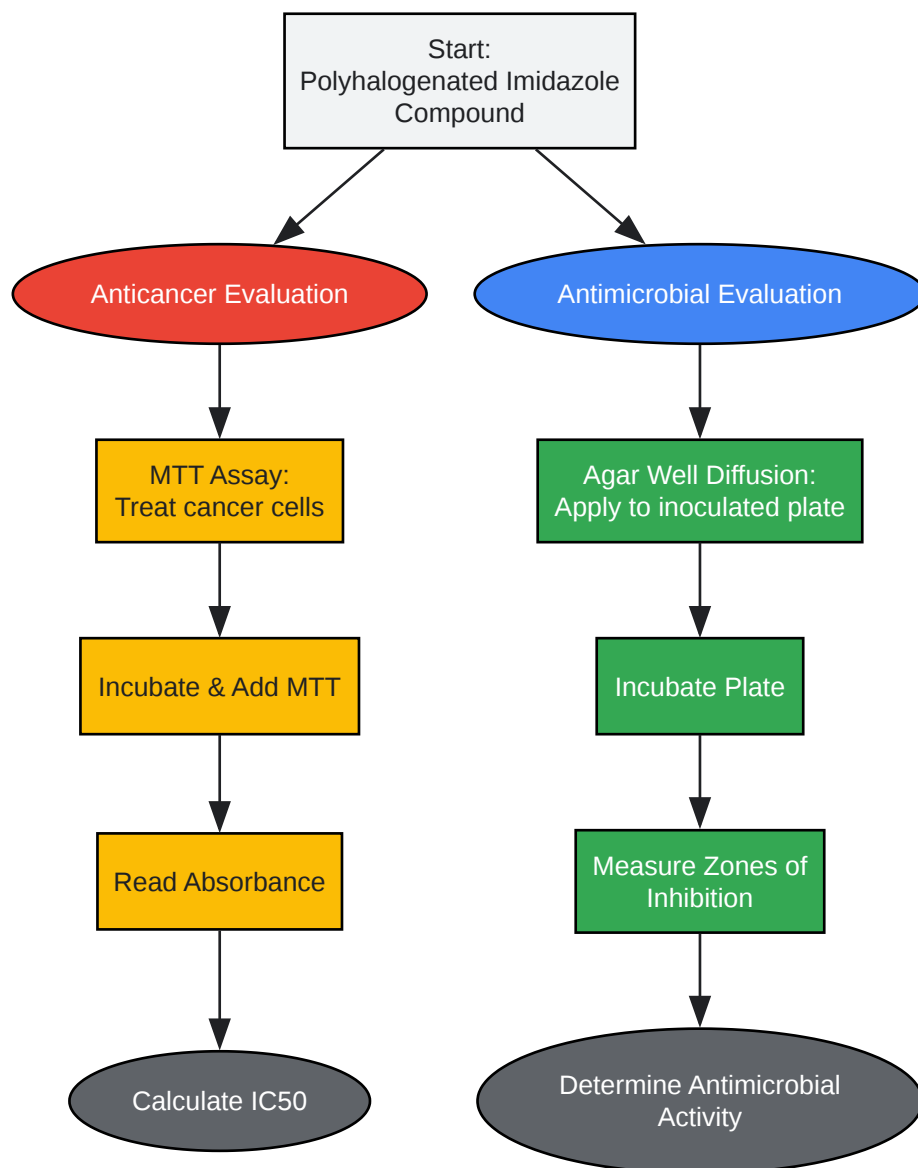 Start:
Polyhalogenated Imidazole
Compound
Anticancer Evaluation
Antimicrobial Evaluation
MTT Assay:
Treat cancer cells
Agar Well Diffusion:
Apply to inoculated plate
Incubate & Add MTT
Incubate Plate
Read Absorbance
Measure Zones of
Inhibition
Calculate IC50
Determine Antimicrobial
Activity